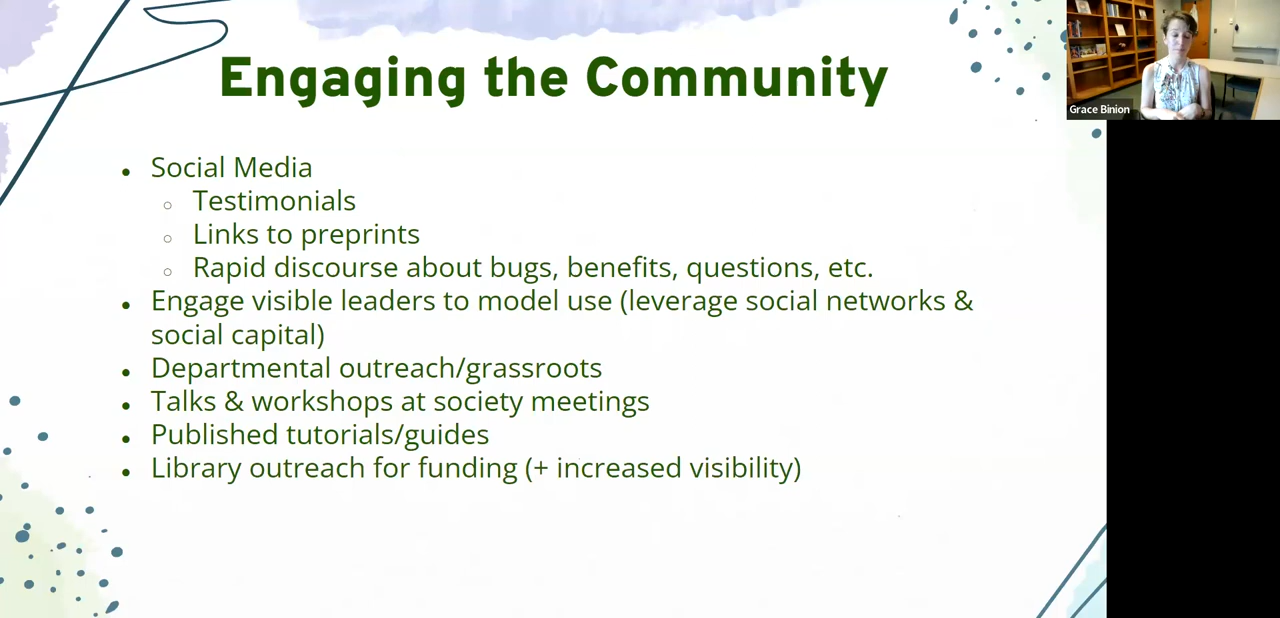 Engaging the Community
Grace Binion
● Social Media
○ Testimonials
○ Links to preprints
○ Rapid discourse about bugs, benefits, questions, etc.
● Engage visible leaders to model use (leverage social networks &
social capital)
● Departmental outreach/grassroots
● Talks & workshops at society meetings
● Published tutorials/guides
● Library outreach for funding (+ increased visibility)